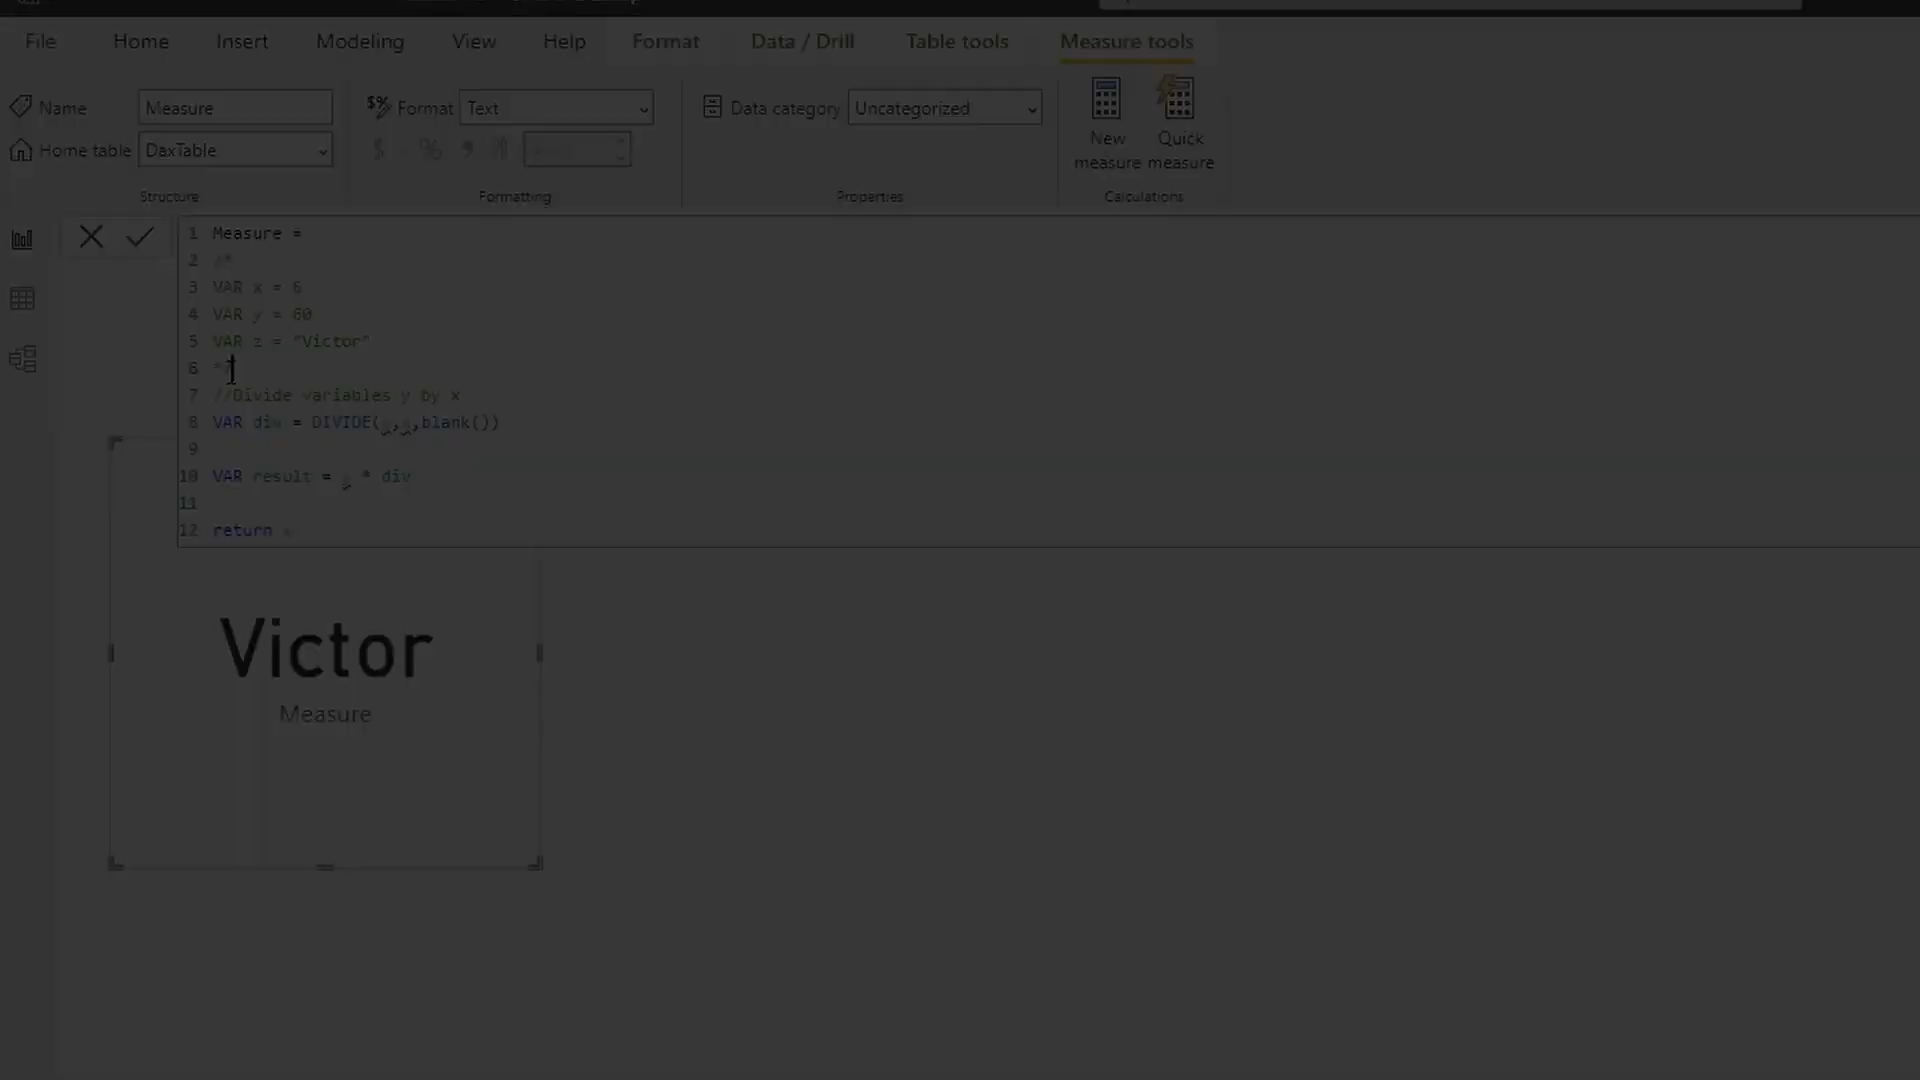 File Home Insert Modeling View Help Format Data / Drill Table tools Measure tools
Name Measure
$% Format Text
Data category Uncategorized
New measure
Quick measure
Home table DaxTable
$ % 9
Structure
Formatting
Properties
Calculations
1 Measure =
2 /*
3 VAR x = 6
4 VAR y = 60
5 VAR z = "Victor"
6 *
7 //Divide variables y by x
8 VAR div = DIVIDE( , ,blank())
9
10 VAR result = * div
11
12 return
Victor
Measure